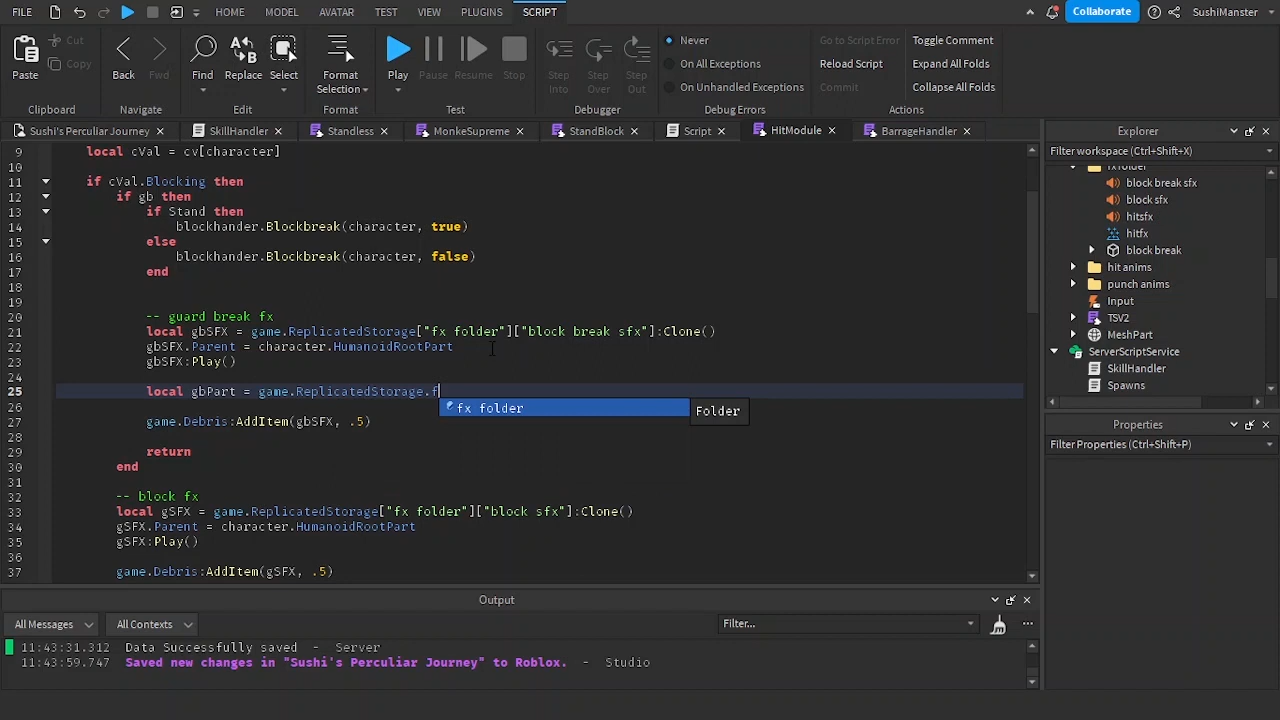 FILE HOME MODEL AVATAR TEST VIEW PLUGINS SCRIPT Collaborate SushiManster
Paste Cut Copy Back Fwd Find Replace Select Format Selection Play Pause Resume Stop Step Into Step Over Step Out
Never Go to Script Error Toggle Comment
On All Exceptions Reload Script Expand All Folds
On Unhandled Exceptions Commit Collapse All Folds
Clipboard Navigate Edit Format Test Debugger Debug Errors Actions
Sushi's Perculiar Journey SkillHandler Standless MonkeSupreme StandBlock Script HitModule BarrageHandler
9 local cVal = cv[character]
10
11 if cVal.Blocking then
12 if gb then
13 if Stand then
14 blockhander.Blockbreak(character, true)
15 else
16 blockhander.Blockbreak(character, false)
17 end
18
19
20 -- guard break fx
21 local gbSFX = game.ReplicatedStorage["fx folder"]["block break sfx"]:Clone()
22 gbSFX.Parent = character.HumanoidRootPart
23 gbSFX:Play()
24
25 local gbPart = game.ReplicatedStorage.f
fx folder Folder
26
27 game.Debris:AddItem(gbSFX, .5)
28
29 return
30 end
31
32 -- block fx
33 local gSFX = game.ReplicatedStorage["fx folder"]["block sfx"]:Clone()
34 gSFX.Parent = character.HumanoidRootPart
35 gSFX:Play()
36
37 game.Debris:AddItem(gSFX, .5)
Explorer
Filter workspace (Ctrl+Shift+X)
block break sfx
block sfx
hitsfx
hitfx
block break
hit anims
punch anims
Input
TSV2
MeshPart
ServerScriptService
SkillHandler
Spawns
Properties
Filter Properties (Ctrl+Shift+P)
Output
All Messages All Contexts Filter...
11:43:31.312 Data Successfully saved - Server
11:43:59.747 Saved new changes in "Sushi's Perculiar Journey" to Roblox. - Studio